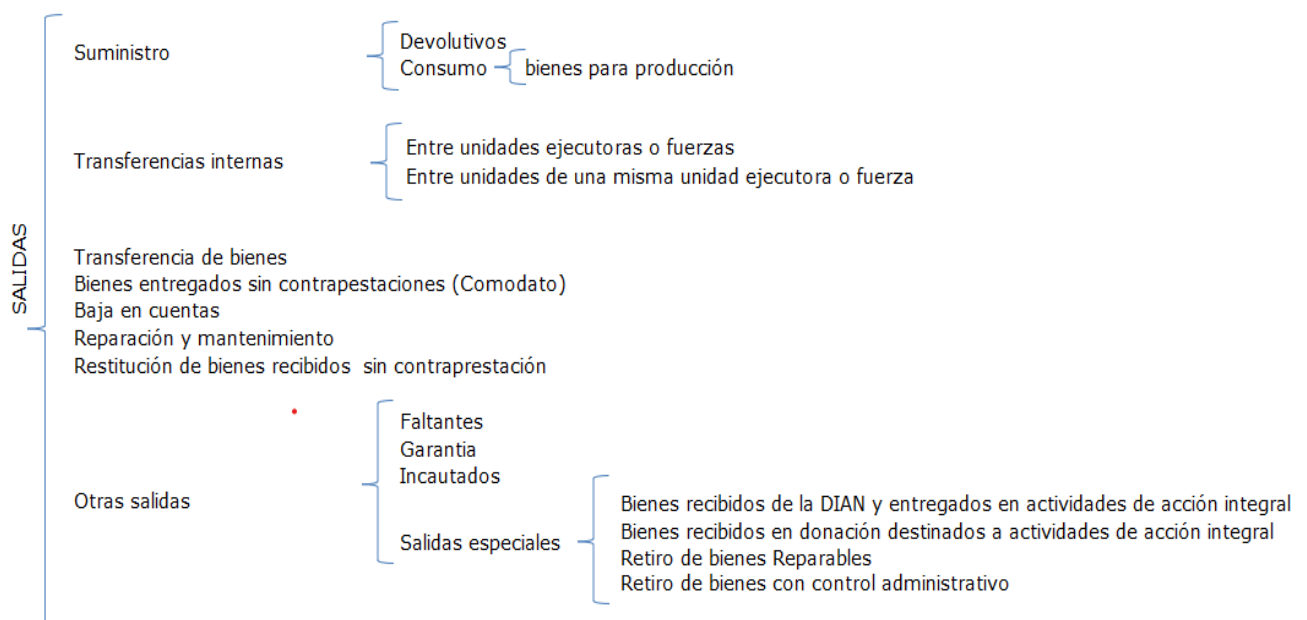 SALIDAS
Suministro
Devolutivos
Consumo
bienes para producción
Transferencias internas
Entre unidades ejecutoras o fuerzas
Entre unidades de una misma unidad ejecutora o fuerza
Transferencia de bienes
Bienes entregados sin contrapestaciones (Comodato)
Baja en cuentas
Reparación y mantenimiento
Restitución de bienes recibidos sin contraprestación
Otras salidas
Faltantes
Garantia
Incautados
Salidas especiales
Bienes recibidos de la DIAN y entregados en actividades de acción integral
Bienes recibidos en donación destinados a actividades de acción integral
Retiro de bienes Reparables
Retiro de bienes con control administrativo